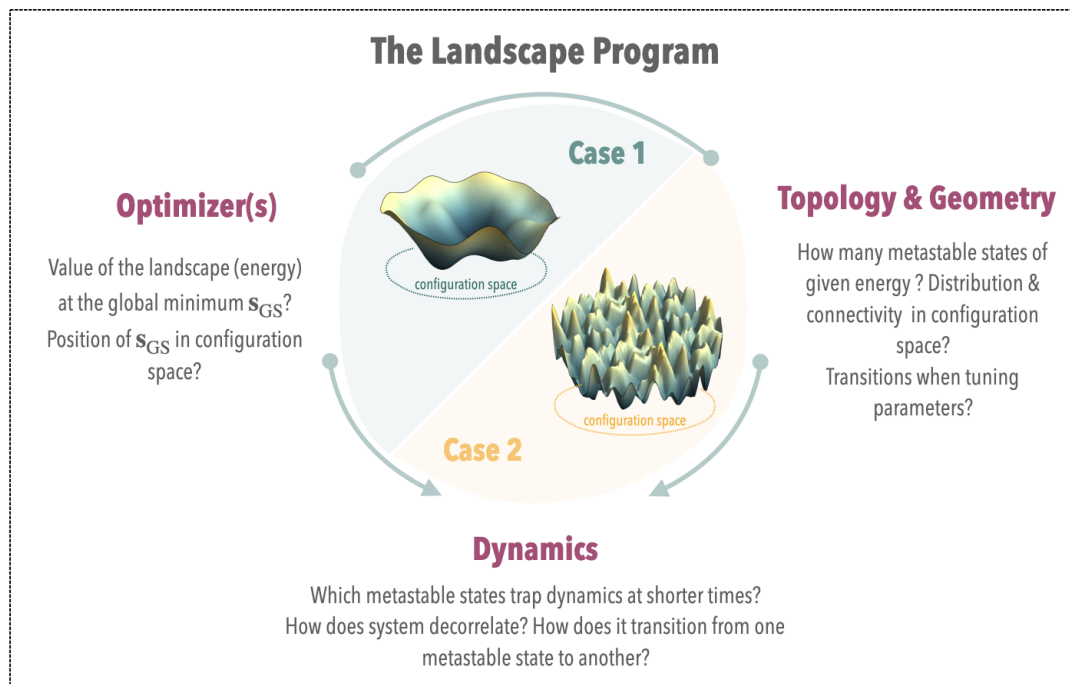 The Landscape Program
Case 1
configuration space
Optimizer(s)
Value of the landscape (energy)
at the global minimum s_GS?
Position of s_GS in configuration
space?
Topology & Geometry
How many metastable states of
given energy ? Distribution &
connectivity in configuration
space?
Transitions when tuning
parameters?
configuration space
Case 2
Dynamics
Which metastable states trap dynamics at shorter times?
How does system decorrelate? How does it transition from one
metastable state to another?